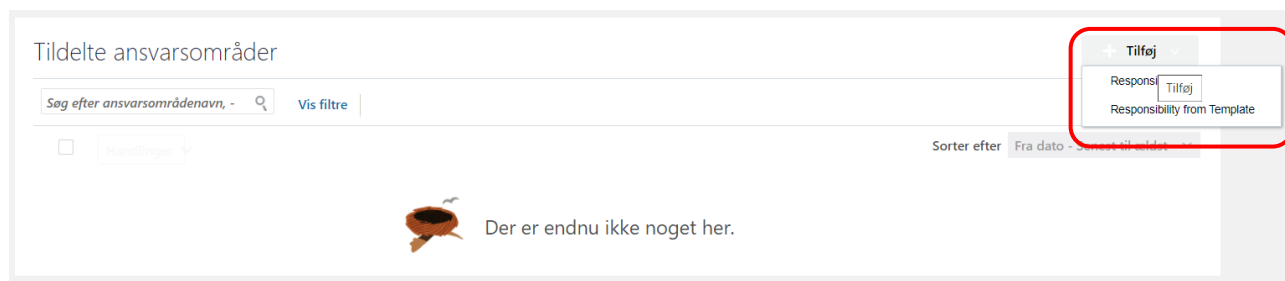 Tildelte ansvarsområder
Tilføj
Søg efter ansvarsområdenavn, -
Vis filtre
Tilføj
Responsibility from Template
Handlinger
Sorter efter Fra dato - Senest til ældst
Der er endnu ikke noget her.